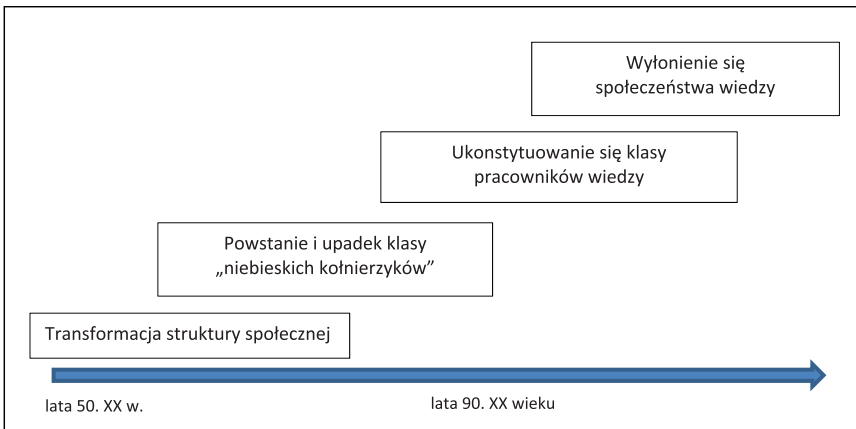 Wyłonienie się
społeczeństwa wiedzy
Ukonstytuowanie się klasy
pracowników wiedzy
Powstanie i upadek klasy
„niebieskich kołnierzyków”
Transformacja struktury społecznej
lata 50. XX w.
lata 90. XX wieku